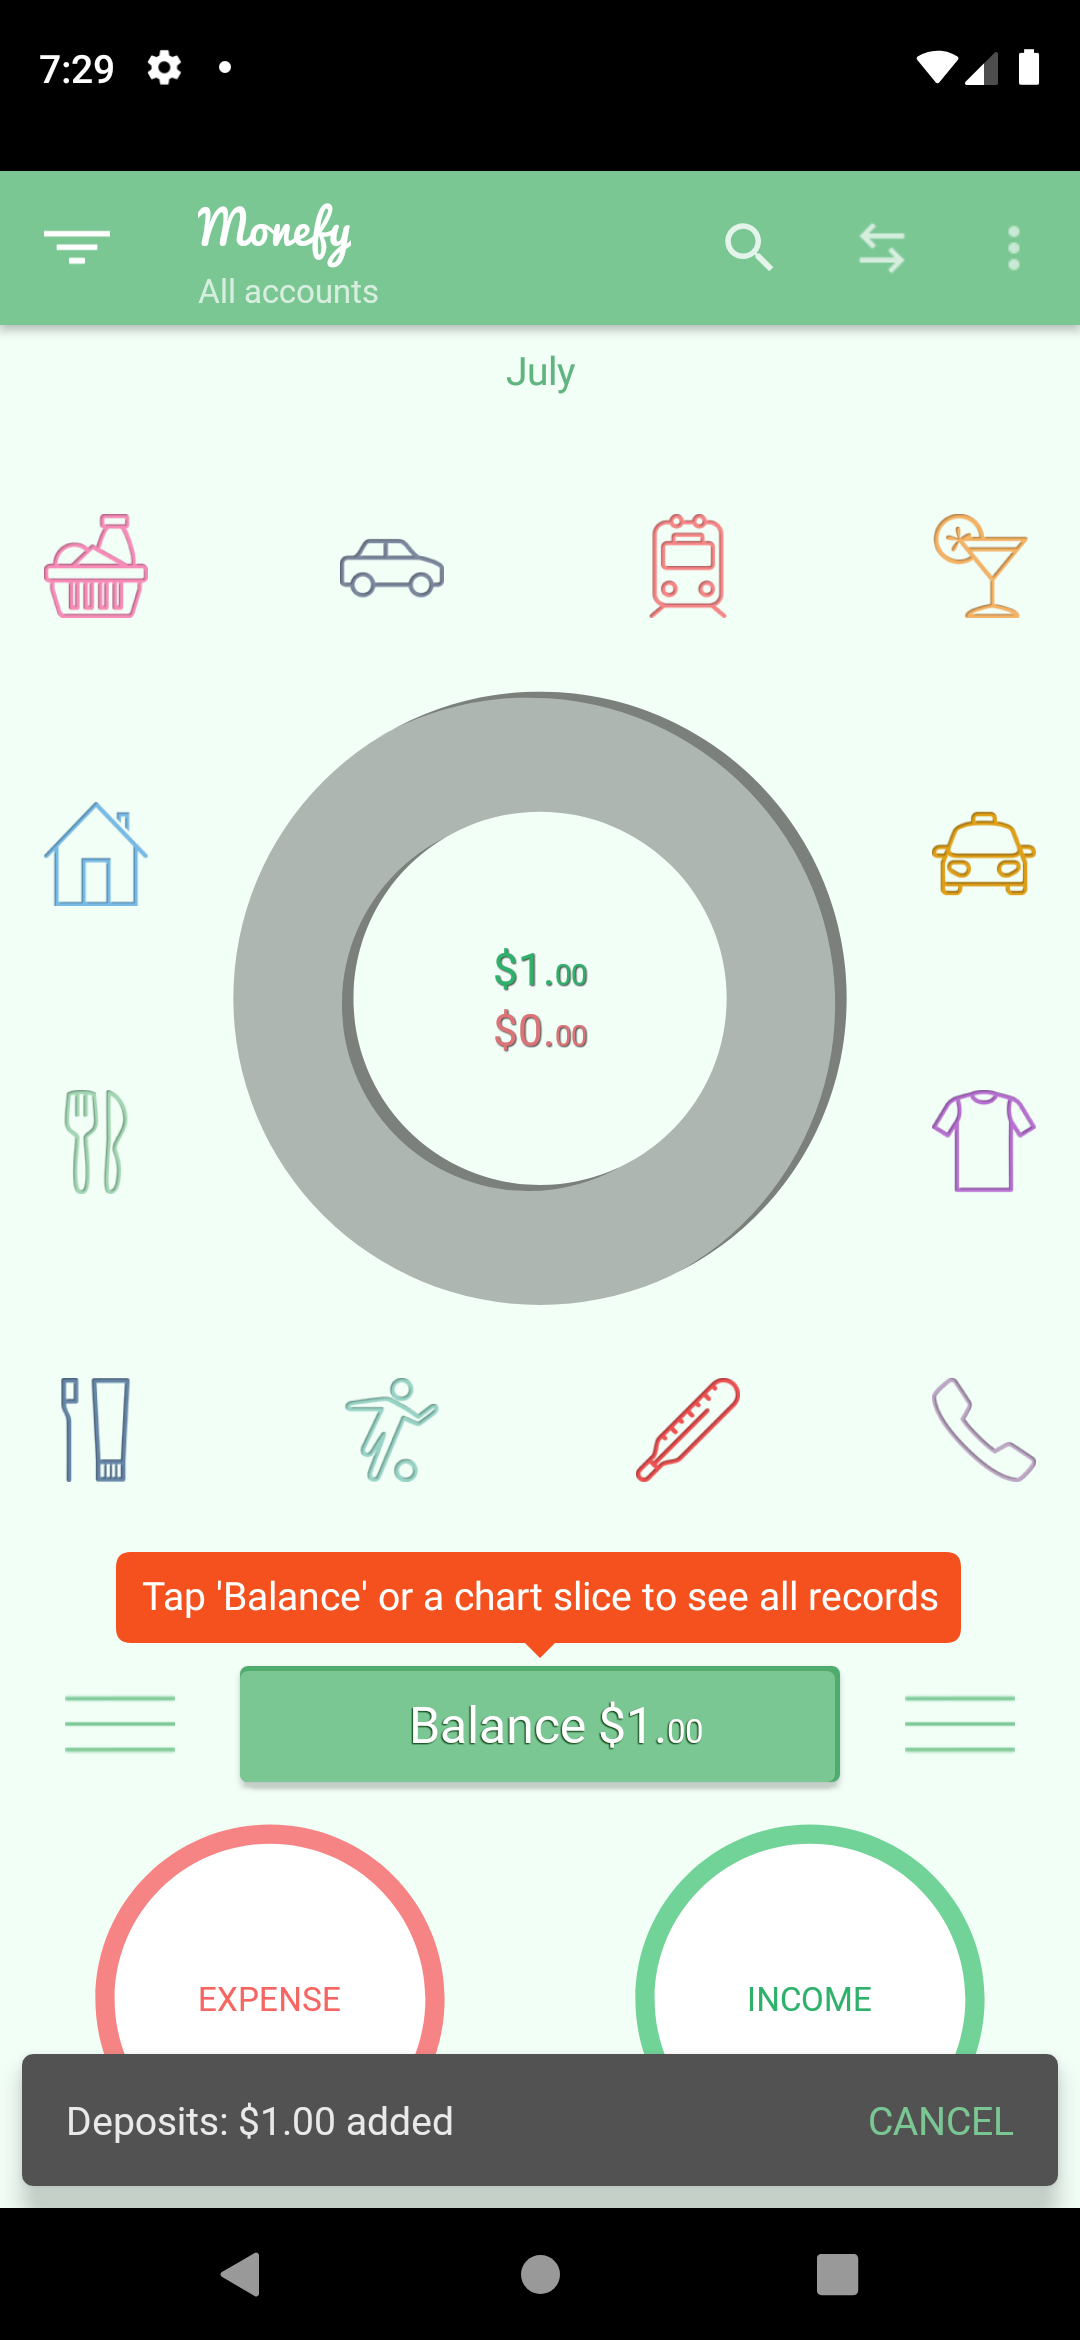 7:29
Monefy
All accounts
July
$1.00
$0.00
Tap 'Balance' or a chart slice to see all records
Balance $1.00
EXPENSE
INCOME
Deposits: $1.00 added
CANCEL